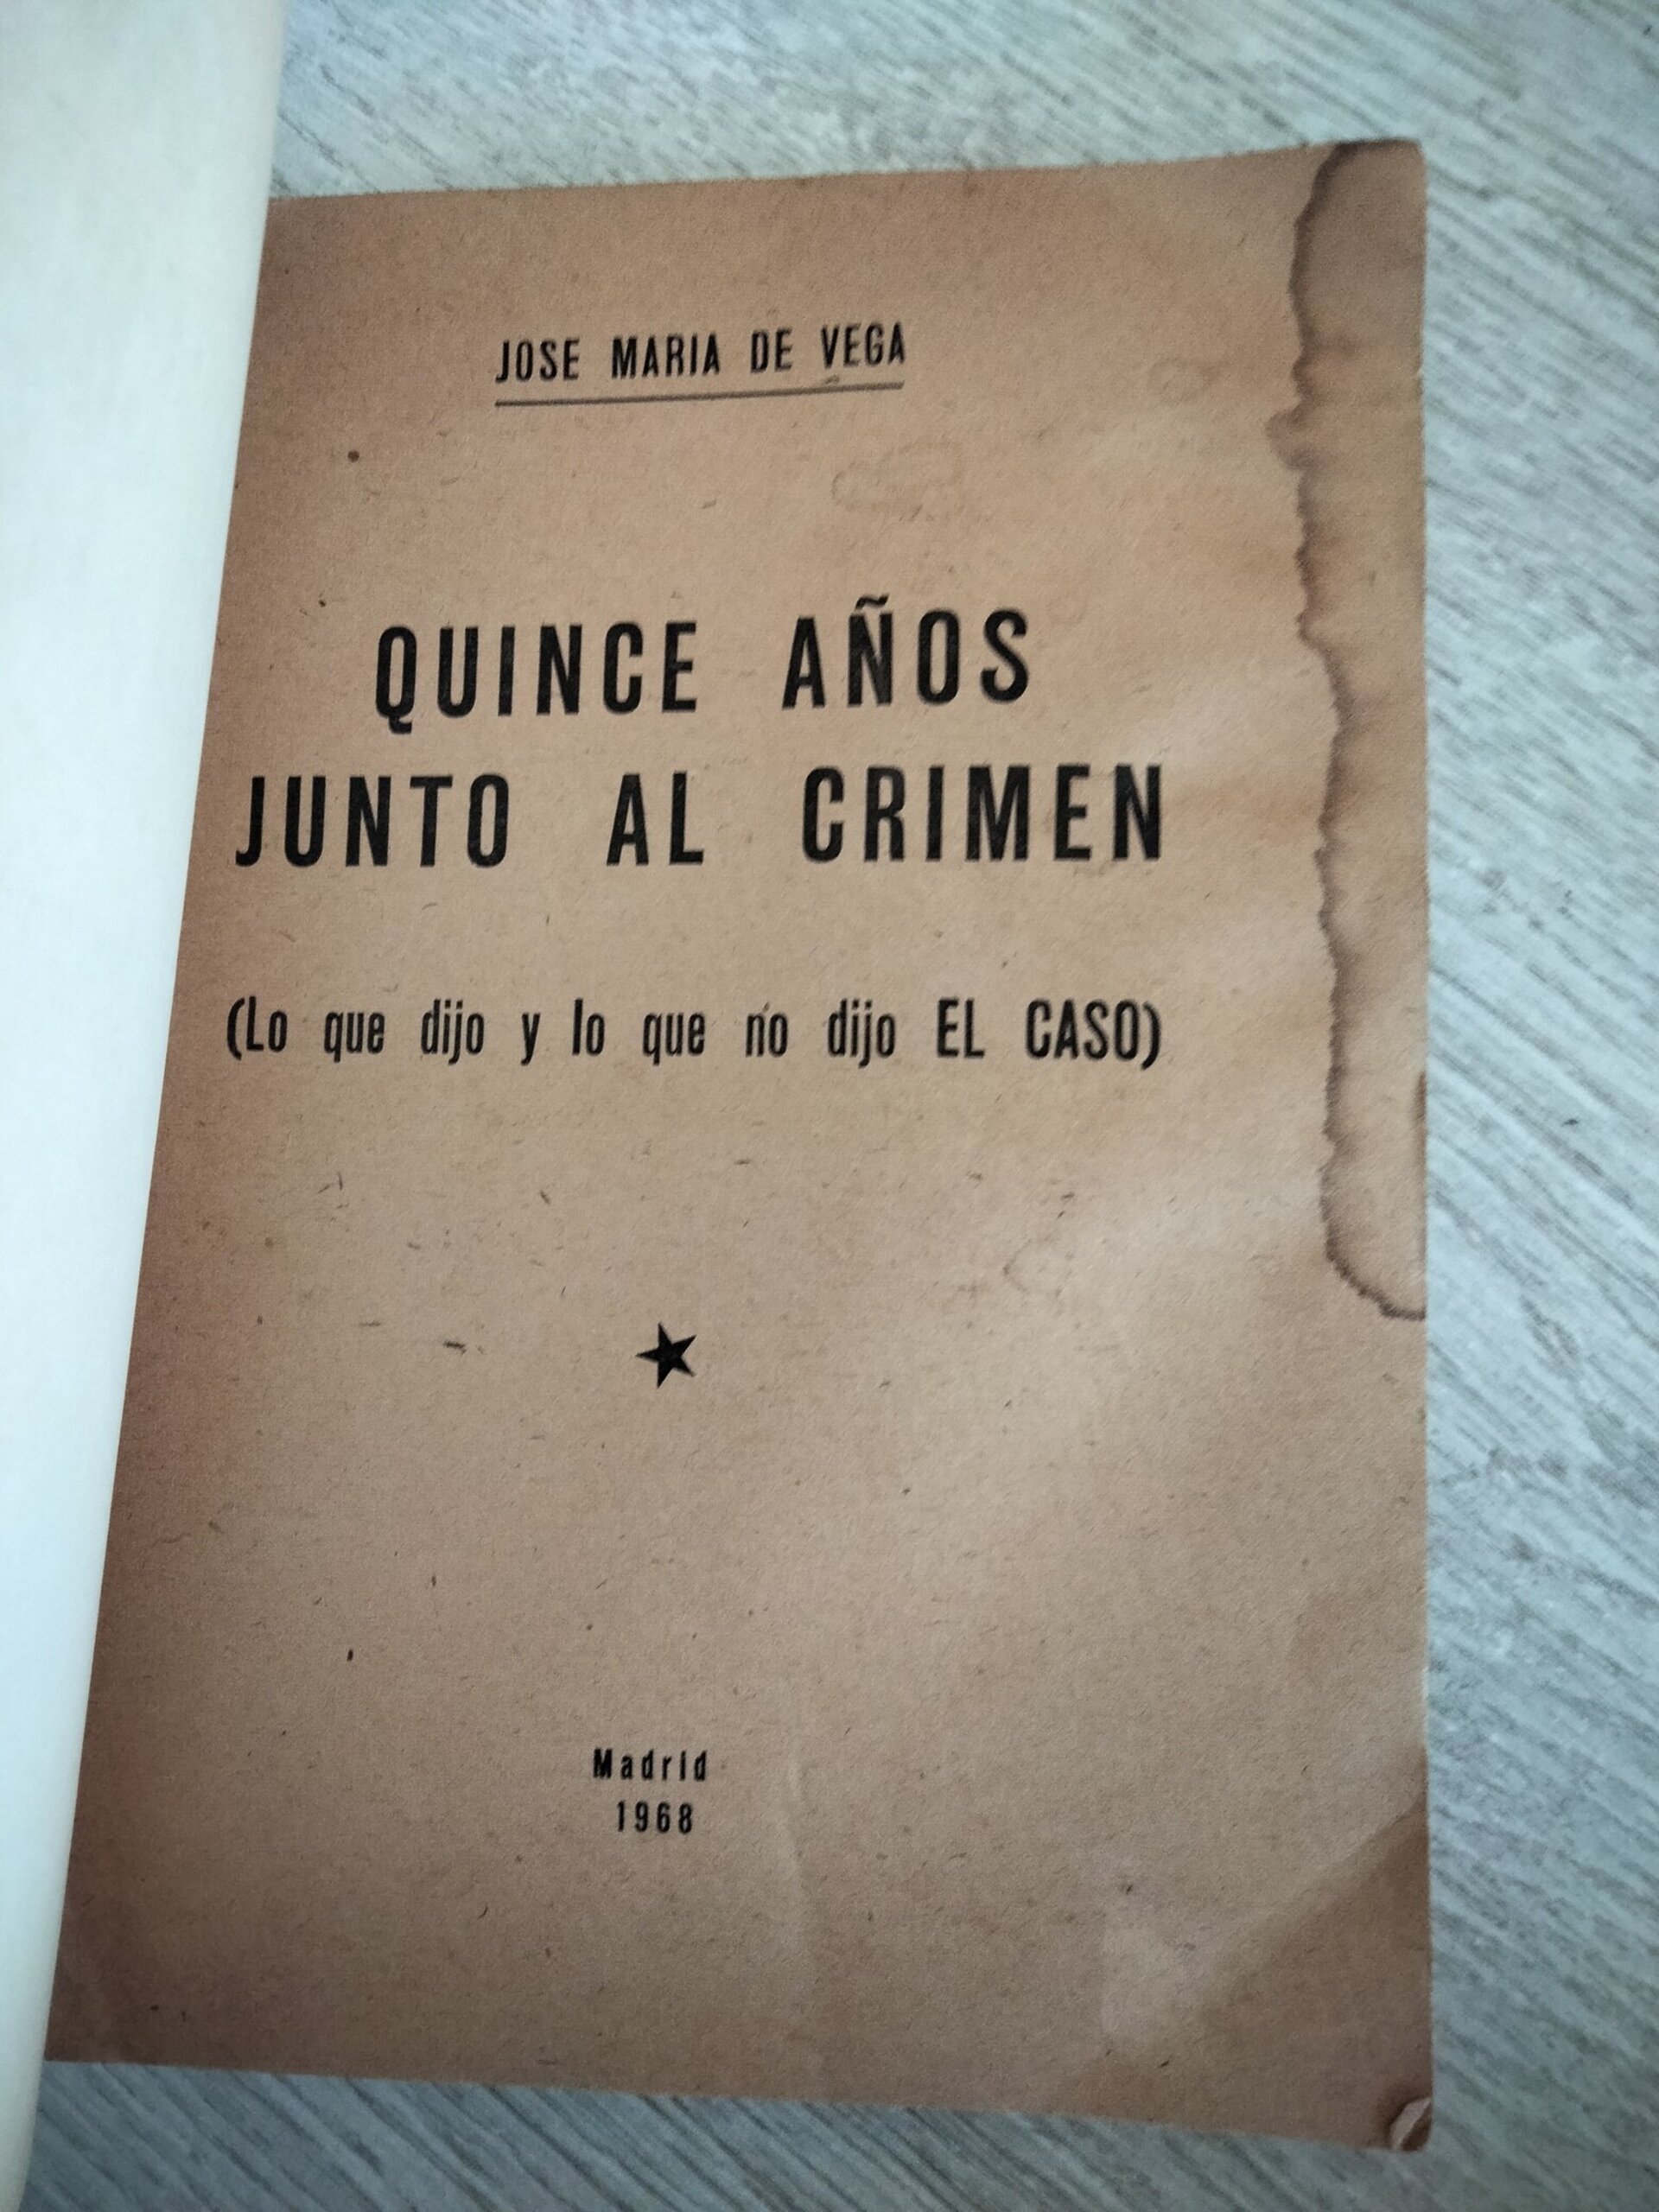 JOSE MARIA DE VEGA
QUINCE AÑOS
JUNTO AL CRIMEN
(Lo que dijo y lo que no dijo EL CASO)
Madrid
1968